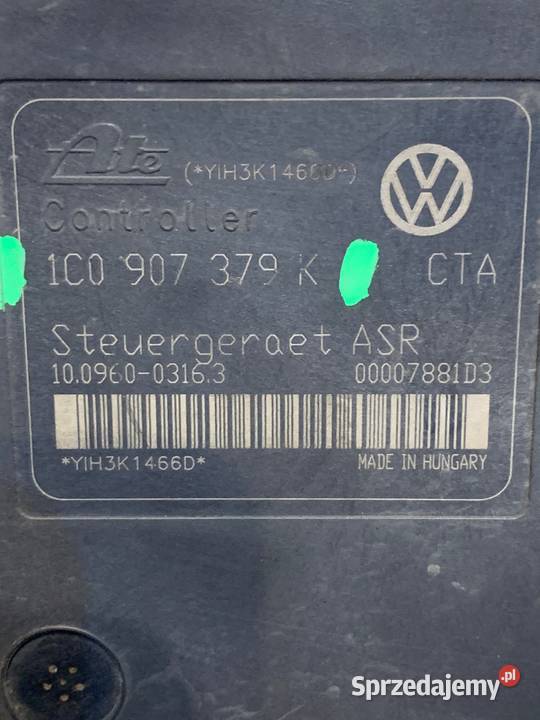 Ate (*YIH3K1466D*)
Controller
1C0 907 379 K CTA
Steuergeraet ASR
10.0960-0316.3 00007881D3
*YIH3K1466D* MADE IN HUNGARY
Sprzedajemy.pl